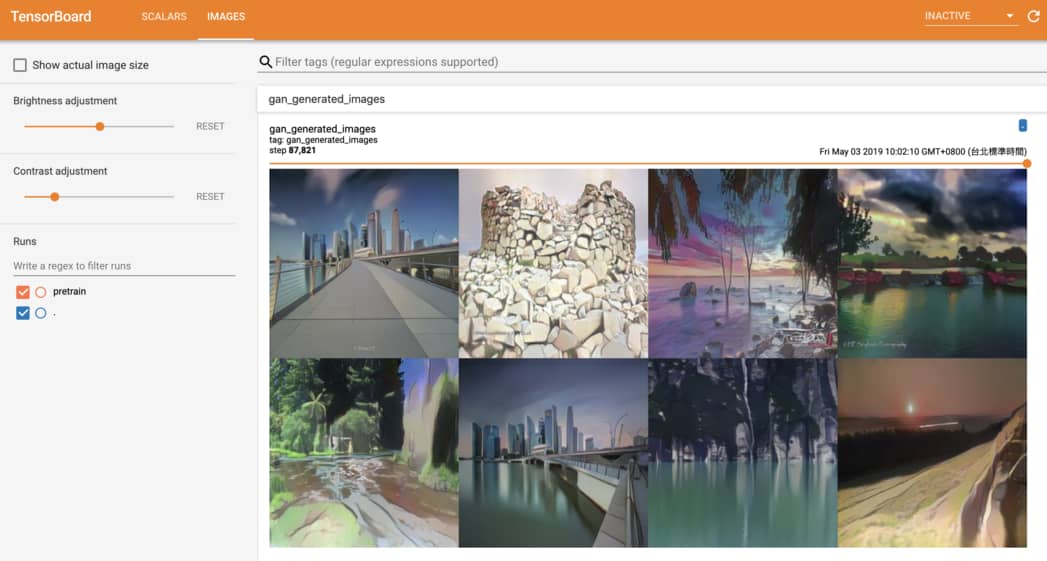 TensorBoard
SCALARS
IMAGES
INACTIVE
Show actual image size
Filter tags (regular expressions supported)
Brightness adjustment
RESET
gan_generated_images
gan_generated_images
tag: gan_generated_images
step 87,821
Fri May 03 2019 10:02:10 GMT+0800 (台北標準時間)
Contrast adjustment
RESET
Runs
Write a regex to filter runs
pretrain
.